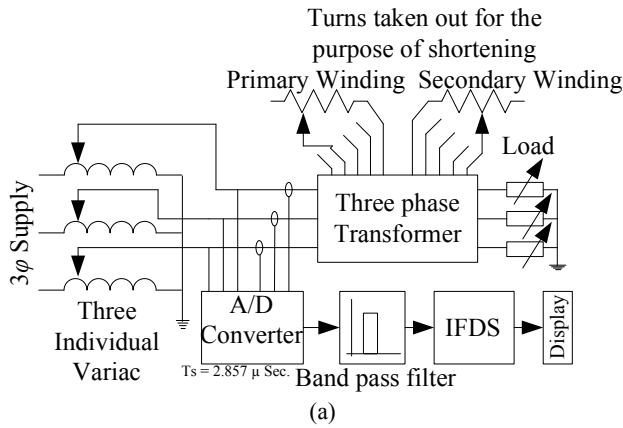 Turns taken out for the
purpose of shortening
Primary Winding
Secondary Winding
Load
3φ Supply
Three phase
Transformer
Three
Individual
Variac
A/D
Converter
IFDS
Display
Ts = 2.857 μ Sec.
Band pass filter
(a)